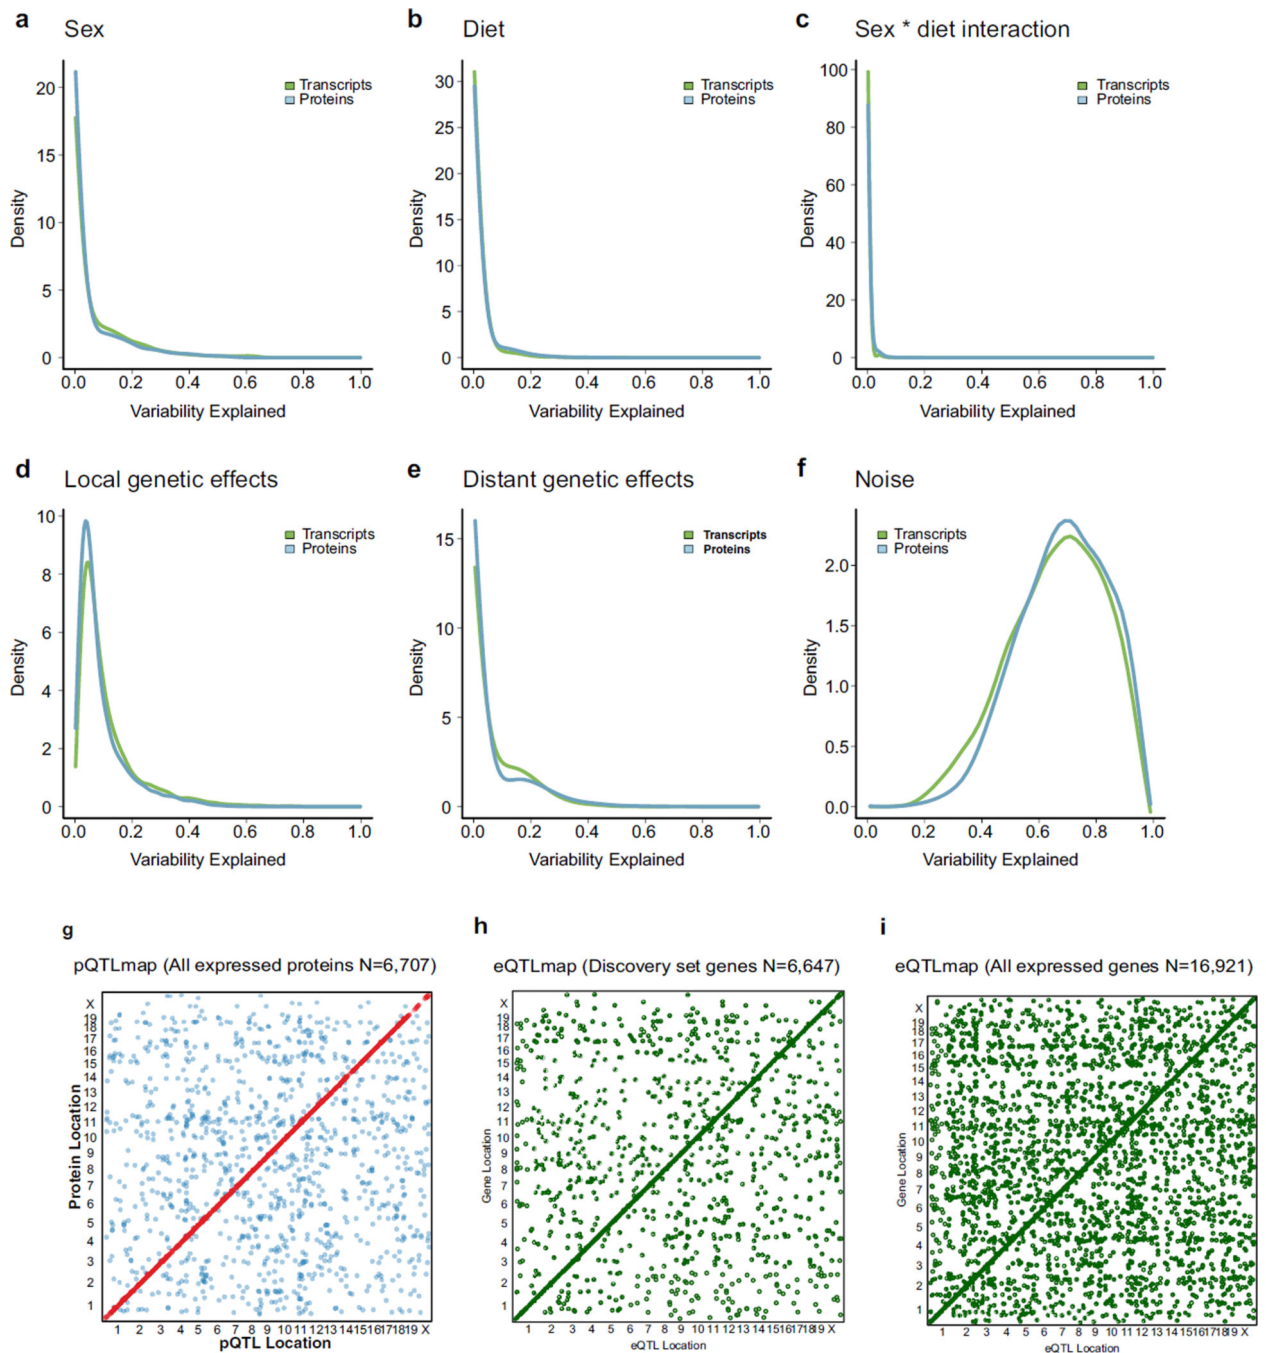 a Sex
20
15
10
5
0
Density
Transcripts
Proteins
0.0 0.2 0.4 0.6 0.8 1.0
Variability Explained
b Diet
30
25
20
15
10
5
0
Density
Transcripts
Proteins
0.0 0.2 0.4 0.6 0.8 1.0
Variability Explained
c Sex * diet interaction
100
80
60
40
20
0
Density
Transcripts
Proteins
0.0 0.2 0.4 0.6 0.8 1.0
Variability Explained
d Local genetic effects
10
8
6
4
2
0
Density
Transcripts
Proteins
0.0 0.2 0.4 0.6 0.8 1.0
Variability Explained
e Distant genetic effects
15
10
5
0
Density
Transcripts
Proteins
0.0 0.2 0.4 0.6 0.8 1.0
Variability Explained
f Noise
2.0
1.5
1.0
0.5
0.0
Density
Transcripts
Proteins
0.0 0.2 0.4 0.6 0.8 1.0
Variability Explained
g
pQTLmap (All expressed proteins N=6,707)
X
19
18
17
16
15
14
13
12
11
10
9
8
7
6
5
4
3
2
1
Protein Location
1 2 3 4 5 6 7 8 9 10 11 12 13 14 15 16 17 18 19 X
pQTL Location
h
eQTLmap (Discovery set genes N=6,647)
X
19
18
17
16
15
14
13
12
11
10
9
8
7
6
5
4
3
2
1
Gene Location
1 2 3 4 5 6 7 8 9 10 11 12 13 14 15 16 17 18 19 X
eQTL Location
i
eQTLmap (All expressed genes N=16,921)
X
19
18
17
16
15
14
13
12
11
10
9
8
7
6
5
4
3
2
1
Gene Location
1 2 3 4 5 6 7 8 9 10 11 12 13 14 15 16 17 18 19 X
eQTL Location